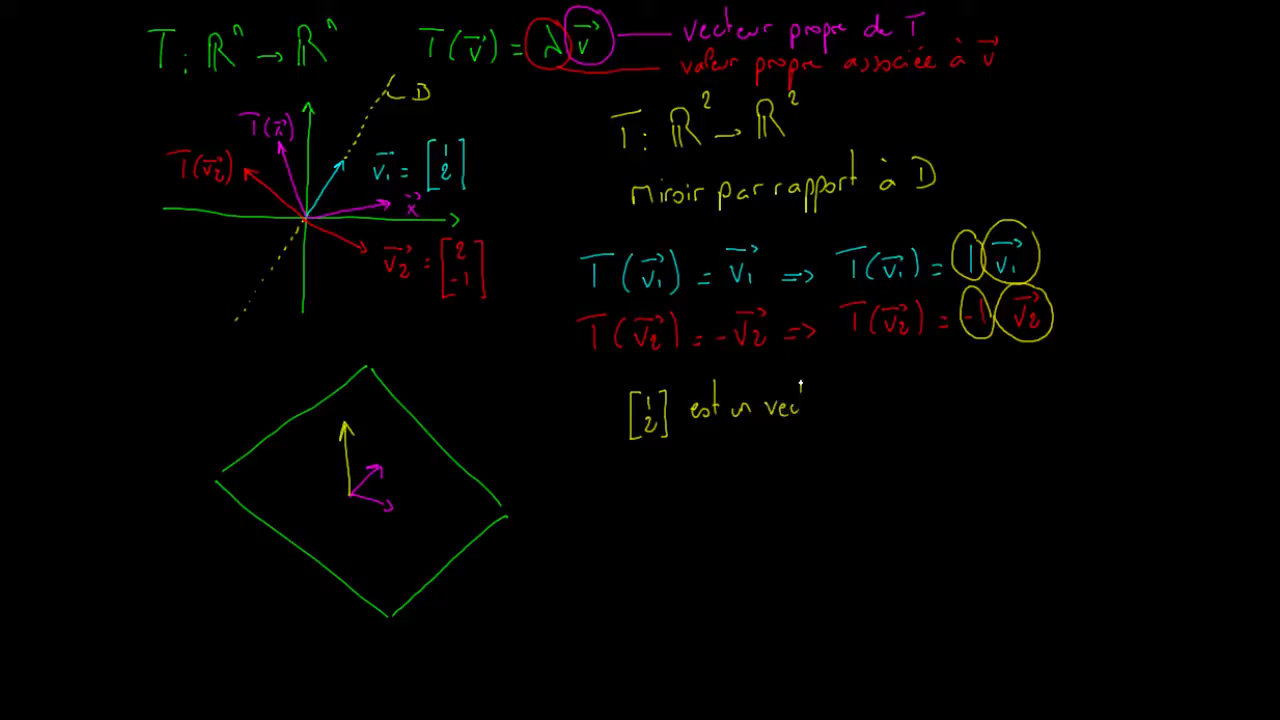 T: ℝⁿ → ℝⁿ
T(v⃗) = λ v⃗ — vecteur propre de T
valeur propre associée à v⃗
D
T(x⃗)
T(v⃗₂)
v⃗₁ = [1 2]
x⃗
v⃗₂ = [2 -1]
T: ℝ² → ℝ²
Miroir par rapport à D
T(v⃗₁) = v⃗₁ => T(v⃗₁) = 1 v⃗₁
T(v⃗₂) = -v⃗₂ => T(v⃗₂) = -1 v⃗₂
[1 2] est un vect